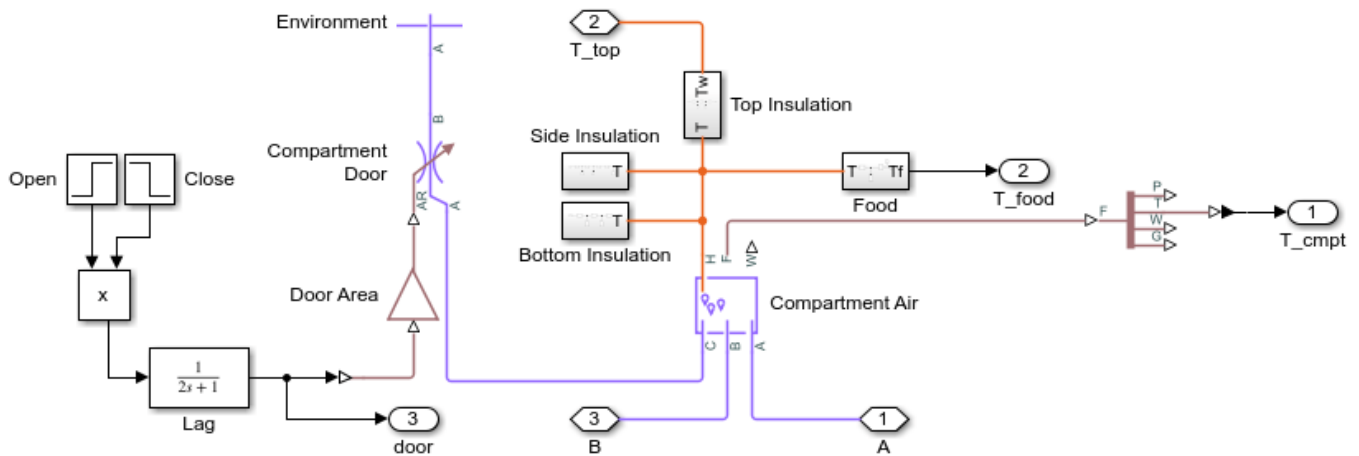 Environment
A
2
T_top
B
Tw
T
Top Insulation
Side Insulation
T
Compartment
Door
Open
Close
AR
A
T
Tf
Food
2
T_food
T
Bottom Insulation
H
F
W
F
P
T
W
G
1
T_cmpt
x
Door Area
Compartment Air
C
B
A
1
2s + 1
Lag
3
door
3
B
1
A